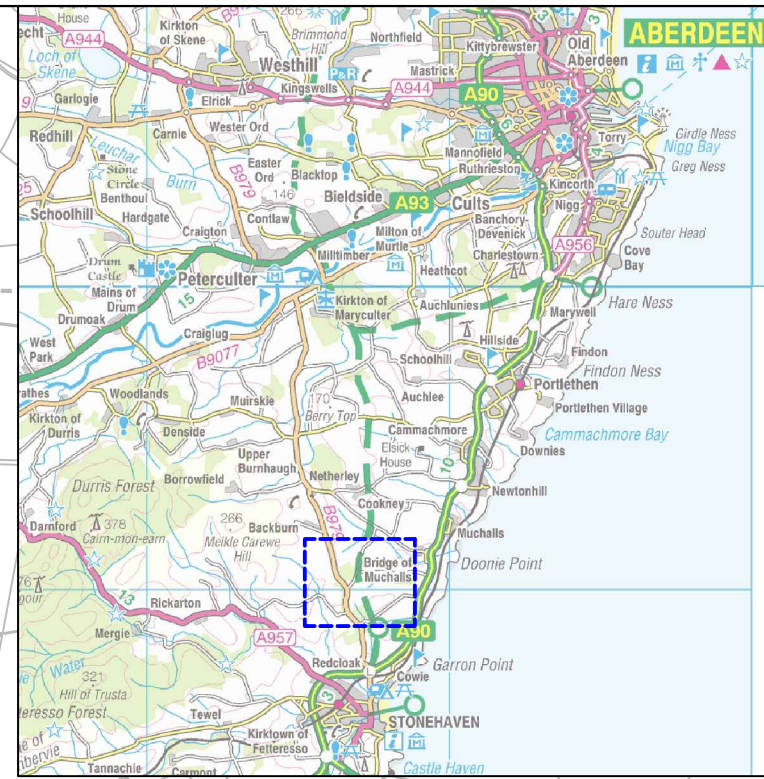 House
266
Kirkton
of Skene
Brimmond
Hill
Northfield
Kittybrewster
Old
Aberdeen
ABERDEEN
A944
Loch of
Skene
Westhill
P&R
Mastrick
A944
A90
Kingswells
Garlogie
Elrick
6
Redhill
Carnie
Wester Ord
Torry
Girdle Ness
Nigg Bay
Greg Ness
Leuchar
Burn
Stone
Circle
B979
Easter
Ord
Blacktop
146
Mannofield
Ruthrieston
Benthoul
Bieldside
A93
Cults
Kincorth
Schoolhill
Hardgate
Contlaw
Nigg
Craigton
Milton of
Murtle
Banchory-
Devenick
Souter Head
Milltimber
Charlestown
A956
Cove
Bay
Drum
Castle
Peterculter
Heathcot
Mains of
Drum
15
Kirkton of
Maryculter
Auchlunies
Hare Ness
Drumoak
Marywell
West
Park
Craiglug
Hillside
B9077
Schoolhill
Findon
Findon Ness
Portlethen
Woodlands
Muirskie
170
Berry Top
Auchlee
Portlethen Village
Kirkton of
Durris
Denside
Cammachmore
Cammachmore Bay
Upper
Burnhaugh
Elsick
House
Downies
10
Borrowfield
Netherley
Durris Forest
Newtonhill
Cookney
B979
Darnford
378
Cairn-mon-earn
266
Meikle Carewe
Hill
Backburn
Muchalls
Bridge of
Muchalls
Doonie Point
13
Rickarton
Mergie
A957
A90
Water
Redcloak
Garron Point
Cowie
321
Hill of Trusta
3
Tewel
STONEHAVEN
Kirktown of
Fetteresso
Tannachie
Carmont
Castle Haven